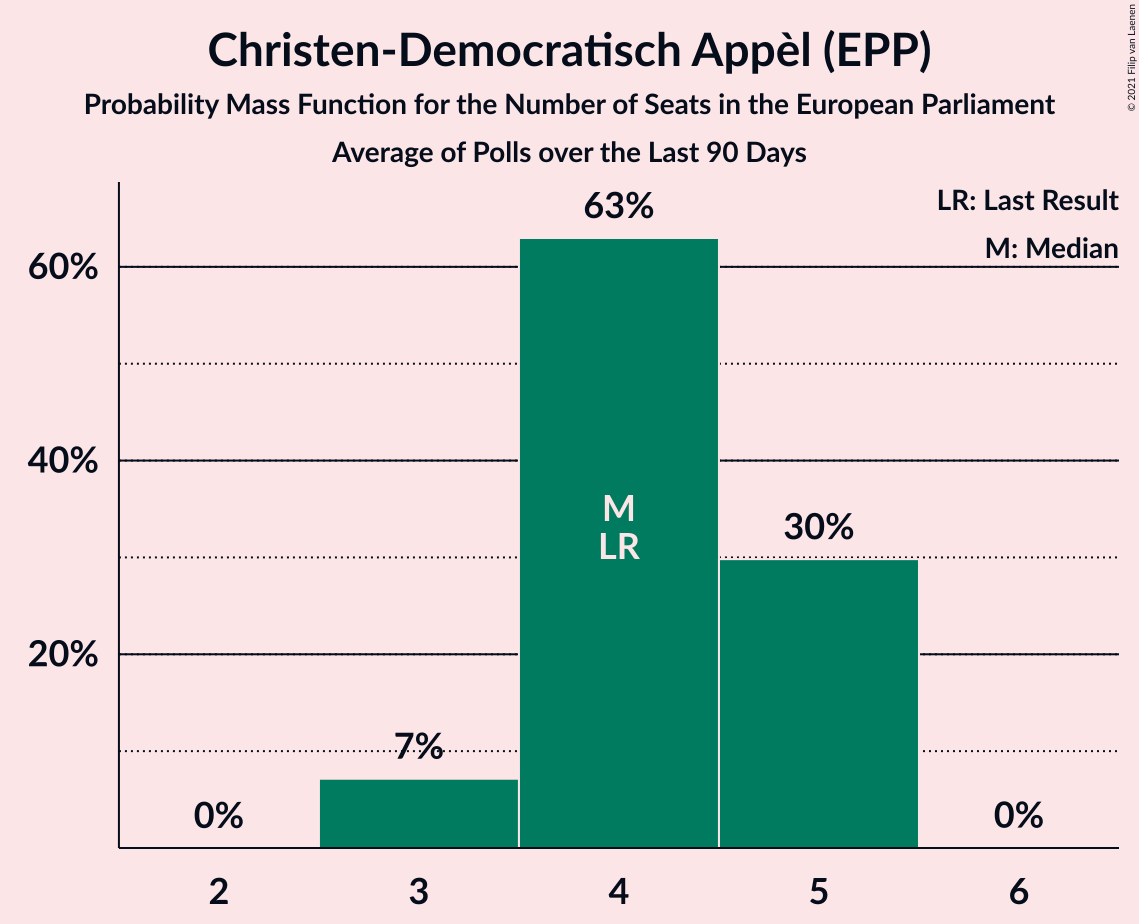 Christen-Democratisch Appèl (EPP)
Probability Mass Function for the Number of Seats in the European Parliament
Average of Polls over the Last 90 Days
© 2021 Filip van Laenen
LR: Last Result
M: Median
63%
60%
40%
M
LR
30%
20%
7%
0%
0%
2
3
4
5
6